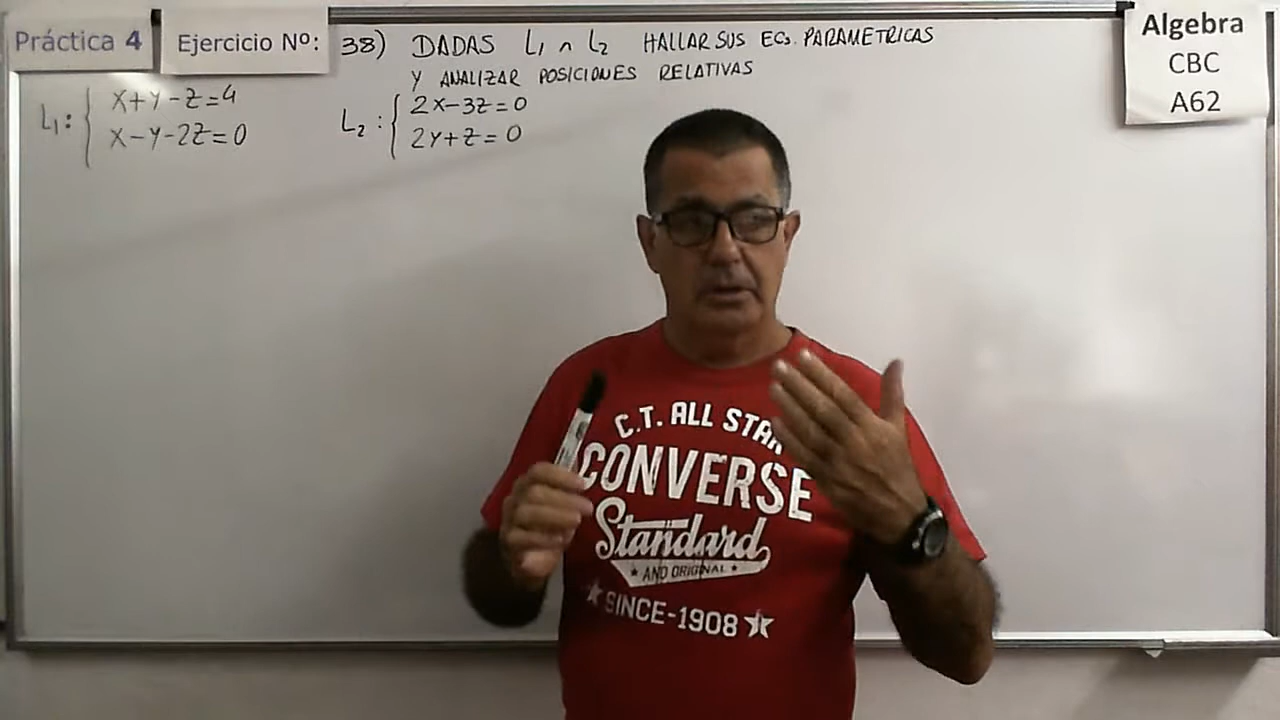 Práctica 4
Ejercicio Nº:
38) DADAS L₁ ∩ L₂ HALLAR SUS ECs. PARAMETRICAS
Y ANALIZAR POSICIONES RELATIVAS
Algebra
CBC
A62
L₁: { X+Y-Z=4
X-Y-2Z=0
L₂: { 2X-3Z=0
2Y+Z=0
C.T. ALL STAR
CONVERSE
Standard
★ AND ORIGINAL ★
★ SINCE-1908 ★